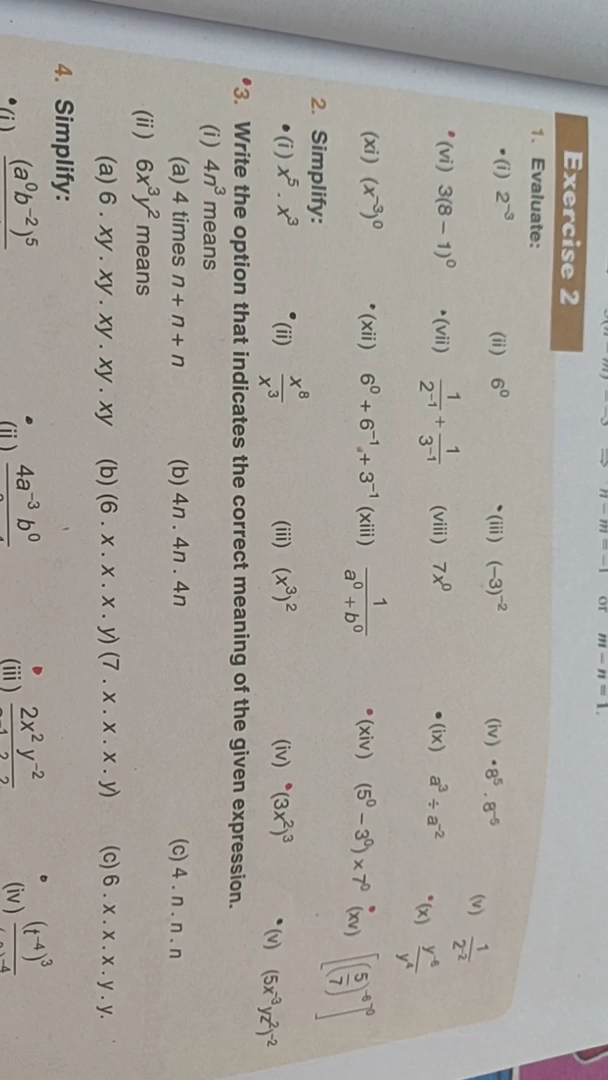 ⇒ n − m = −1 or m − n = 1.
Exercise 2
1. Evaluate:
(i) 2⁻³ (ii) 6⁰ (iii) (−3)⁻² (iv) 8⁵ . 8⁻⁵ (v) 1/2⁻²
(vi) 3(8 − 1)⁰ (vii) 1/2⁻¹ + 1/3⁻¹ (viii) 7x⁰ (ix) a³ ÷ a⁻² (x) y⁻⁶/y⁴
(xi) (x⁻³)⁰ (xii) 6⁰ + 6⁻¹ + 3⁻¹ (xiii) 1/(a⁰ + b⁰) (xiv) (5⁰ − 3⁰) × 7⁰ (xv) [(5/7)⁻⁶]⁰
2. Simplify:
(i) x⁵ . x³ (ii) x⁸/x³ (iii) (x³)² (iv) (3x²)³ (v) (5x⁻³yz²)⁻²
3. Write the option that indicates the correct meaning of the given expression.
(i) 4n³ means
(a) 4 times n + n + n (b) 4n . 4n . 4n (c) 4 . n . n . n
(ii) 6x³y² means
(a) 6 . xy . xy . xy . xy . xy (b) (6 . x . x . x . y) (7 . x . x . x . y) (c) 6 . x . x . x . y . y.
4. Simplify:
(i) (a⁰b⁻²)⁵ (ii) 4a⁻³ b⁰ (iii) 2x² y⁻² (iv) (t⁻⁴)³